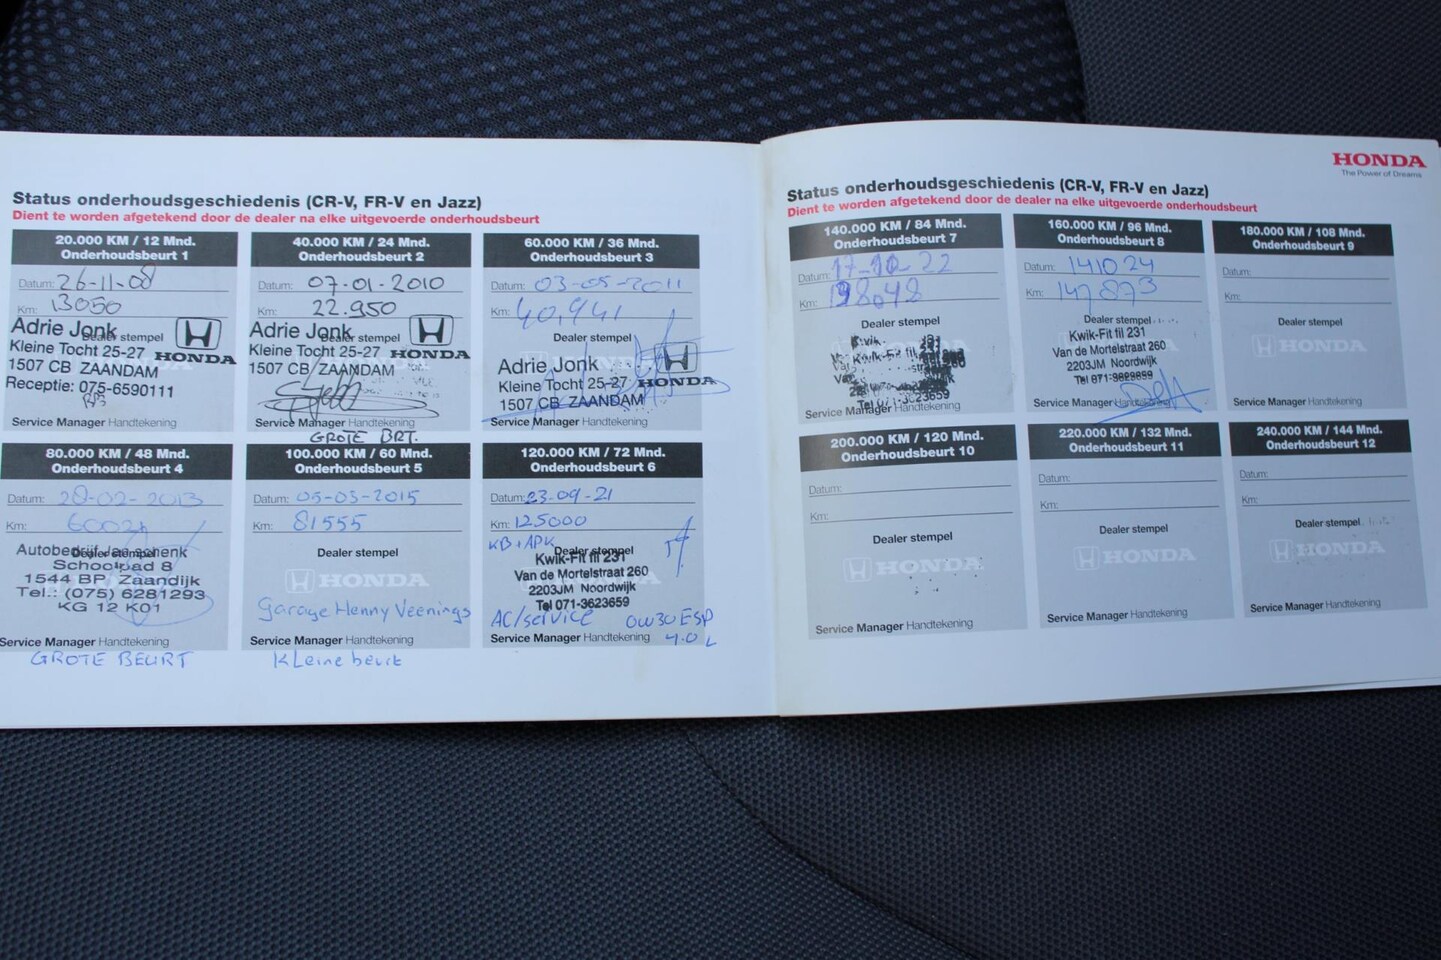 Status onderhoudsgeschiedenis (CR-V, FR-V en Jazz)
Dient te worden afgetekend door de dealer na elke uitgevoerde onderhoudsbeurt
20.000 KM / 12 Mnd.
Onderhoudsbeurt 1
Datum: 26-11-08
Km: 13050
Adrie Jonk
Dealer stempel
Kleine Tocht 25-27
HONDA
1507 CB ZAANDAM
Receptie: 075-6590111
Service Manager Handtekening
40.000 KM / 24 Mnd.
Onderhoudsbeurt 2
Datum: 07-01-2010
Km: 22.950
Adrie Jonk
Dealer stempel
Kleine Tocht 25-27
HONDA
1507 CB ZAANDAM
Service Manager Handtekening
GROTE BRT.
60.000 KM / 36 Mnd.
Onderhoudsbeurt 3
Datum: 03-05-2011
Km: 40.941
Dealer stempel
Adrie Jonk
Kleine Tocht 25-27
HONDA
1507 CB ZAANDAM
Service Manager Handtekening
80.000 KM / 48 Mnd.
Onderhoudsbeurt 4
Datum: 28-02-2013
Km:
Autobedrijf
Dealer stempel
Schoolpad 8
1544 BP Zaandijk
Tel.: (075) 6281293
KG 12 K01
Service Manager Handtekening
GROTE BEURT
100.000 KM / 60 Mnd.
Onderhoudsbeurt 5
Datum: 05-03-2015
Km: 81555
Dealer stempel
HONDA
Garage Henny Veenings
Service Manager Handtekening
Kleine beurt
120.000 KM / 72 Mnd.
Onderhoudsbeurt 6
Datum: 23-09-21
Km: 125000
KB + APK
Dealer stempel
Kwik-Fit fil 231
Van de Mortelstraat 260
2203JM Noordwijk
Tel 071-3623659
AC/service 0W30 ESP
Service Manager Handtekening 4.0 L
HONDA
The Power of Dreams
Status onderhoudsgeschiedenis (CR-V, FR-V en Jazz)
Dient te worden afgetekend door de dealer na elke uitgevoerde onderhoudsbeurt
140.000 KM / 84 Mnd.
Onderhoudsbeurt 7
Datum: 17-10-22
Km:
Dealer stempel
Kwik-Fit fil
Tel 071-3623659
Service Manager Handtekening
160.000 KM / 96 Mnd.
Onderhoudsbeurt 8
Datum: 141024
Km: 147873
Dealer stempel
Kwik-Fit fil 231
Van de Mortelstraat 260
2203JM Noordwijk
Tel 071-3623659
Service Manager Handtekening
180.000 KM / 108 Mnd.
Onderhoudsbeurt 9
Datum:
Km:
Dealer stempel
HONDA
Service Manager Handtekening
200.000 KM / 120 Mnd.
Onderhoudsbeurt 10
Datum:
Km:
Dealer stempel
HONDA
Service Manager Handtekening
220.000 KM / 132 Mnd.
Onderhoudsbeurt 11
Datum:
Km:
Dealer stempel
HONDA
Service Manager Handtekening
240.000 KM / 144 Mnd.
Onderhoudsbeurt 12
Datum:
Km:
Dealer stempel
HONDA
Service Manager Handtekening